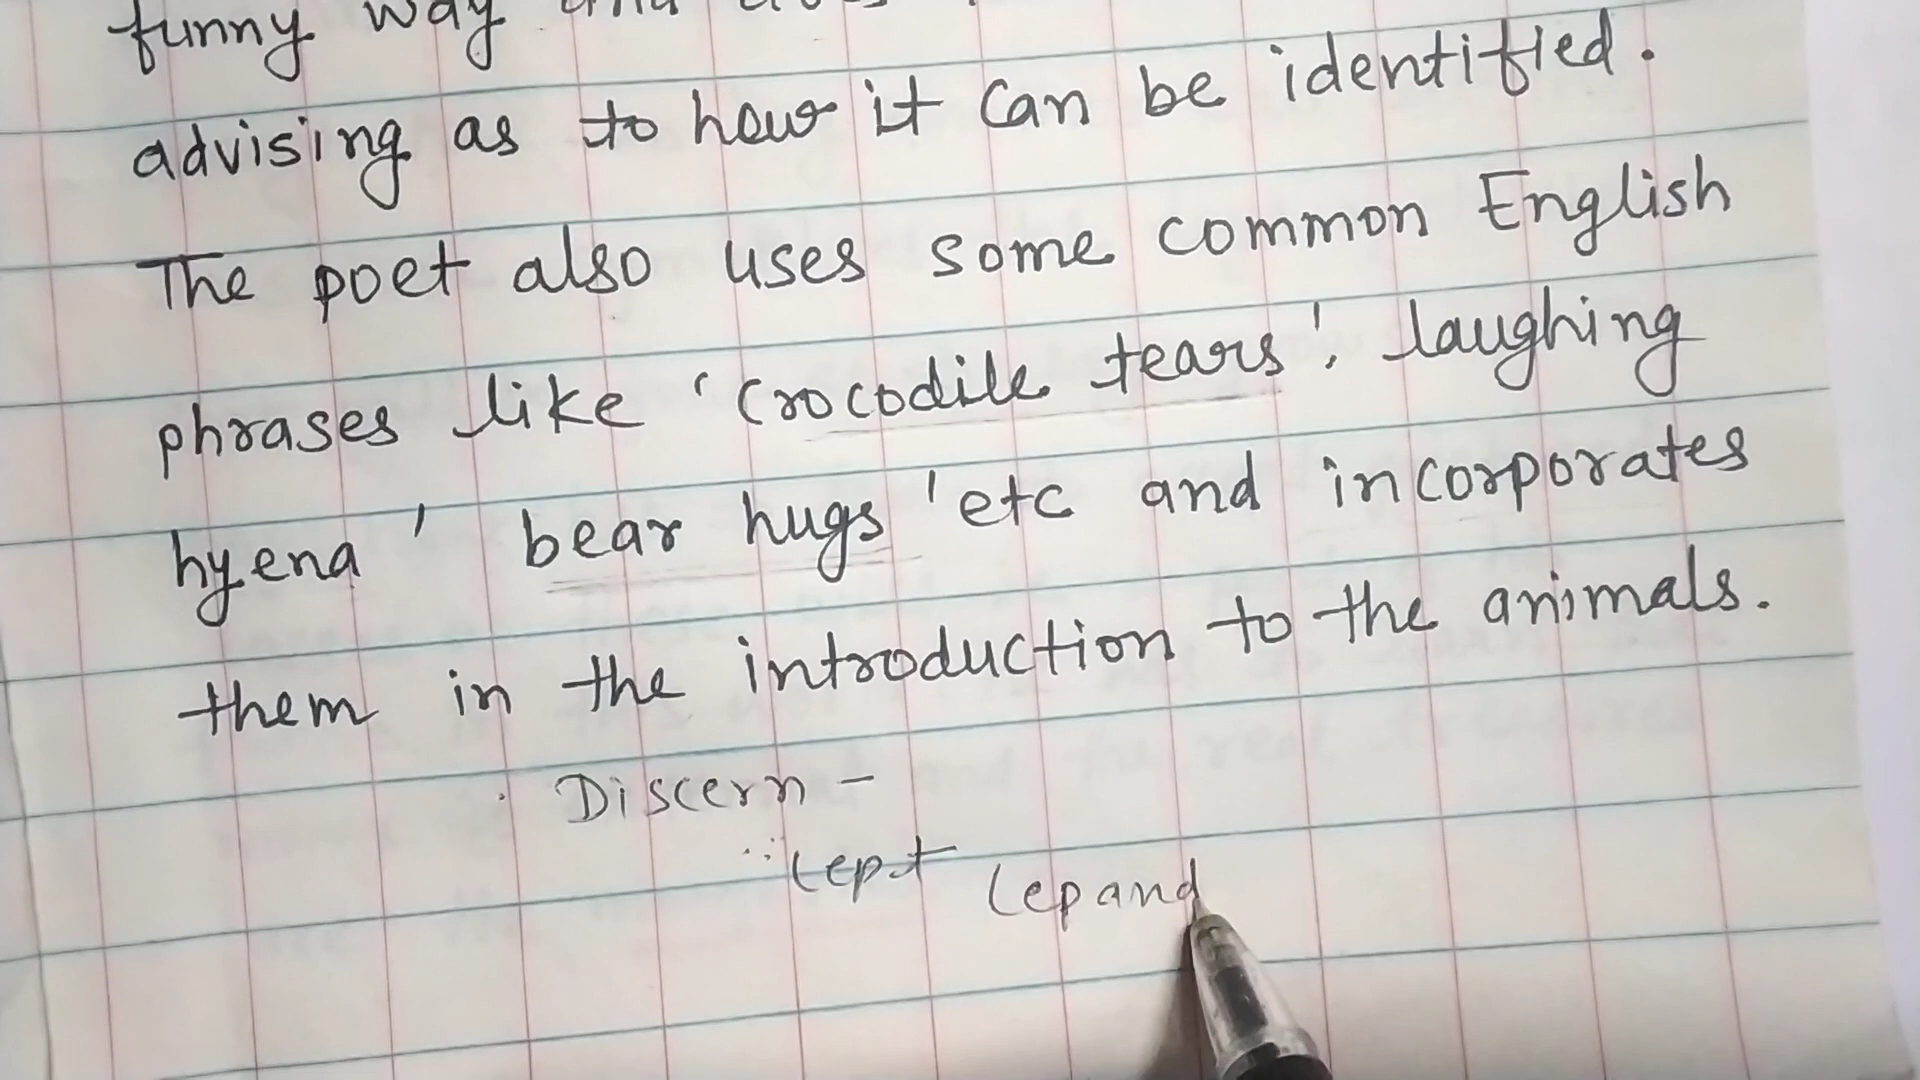 funny way and
advising as to how it can be identified.
The poet also uses some common English
phrases like 'Crocodile tears', laughing
hyena' bear hugs 'etc and incorporates
them in the introduction to the animals.
Discern -
lept lepand